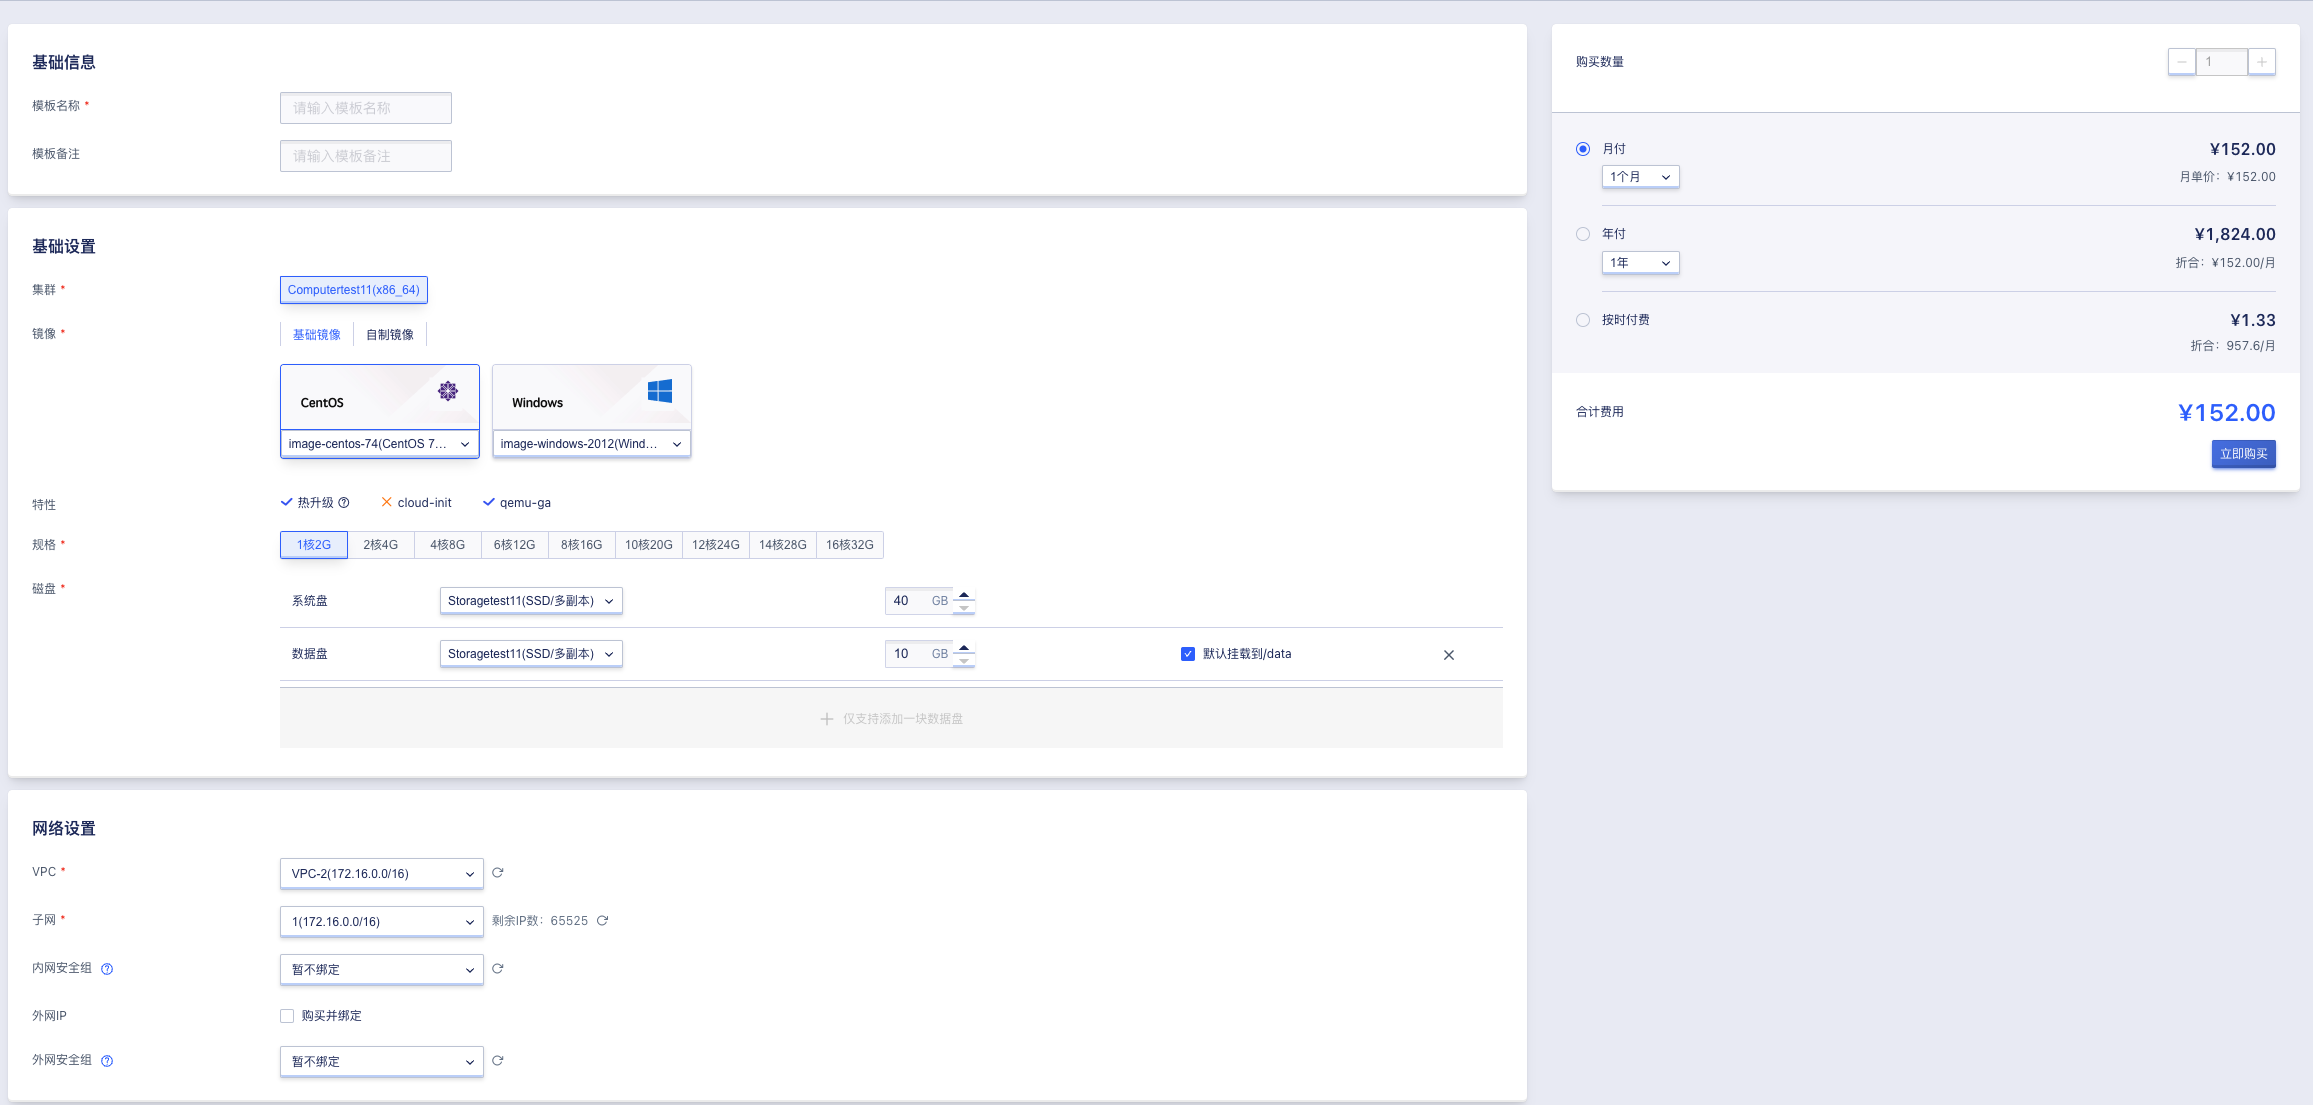 基础信息
模板名称 *
请输入模板名称
模板备注
请输入模板备注
基础设置
集群 *
Computertest11(x86_64)
镜像 *
基础镜像 自制镜像
CentOS Windows
image-centos-74(CentOS 7... image-windows-2012(Wind...
特性
热升级 cloud-init qemu-ga
规格 *
1核2G 2核4G 4核8G 6核12G 8核16G 10核20G 12核24G 14核28G 16核32G
磁盘 *
系统盘 Storagetest11(SSD/多副本) 40 GB
数据盘 Storagetest11(SSD/多副本) 10 GB 默认挂载到/data
仅支持添加一块数据盘
网络设置
VPC *
VPC-2(172.16.0.0/16)
子网 *
1(172.16.0.0/16) 剩余IP数：65525
内网安全组
暂不绑定
外网IP
购买并绑定
外网安全组
暂不绑定
购买数量
1
月付 ¥152.00
1个月 月单价：¥152.00
年付 ¥1,824.00
1年 折合：¥152.00/月
按时付费 ¥1.33
折合：957.6/月
合计费用 ¥152.00
立即购买